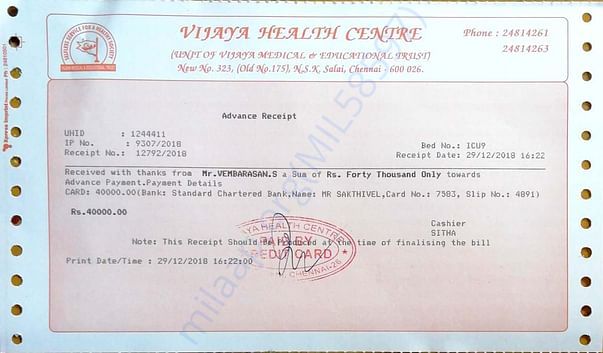 VIJAYA HEALTH CENTRE
(UNIT OF VIJAYA MEDICAL & EDUCATIONAL TRUST)
New No. 323, (Old No.175), N.S.K. Salai, Chennai - 600 026.
Phone : 24814261
24814263
Advance Receipt
UHID : 1244411
IP No. : 9307/2018
Receipt No.: 12792/2018
Bed No.: ICU9
Receipt Date: 29/12/2018 16:22
Received with thanks from Mr.VEMBARASAN.S a Sum of Rs. Forty Thousand Only towards
Advance Payment.Payment Details
CARD: 40000.00(Bank: Standard Chartered Bank.Name: MR SAKTHIVEL,Card No.: 7583, Slip No.: 4891)
Rs.40000.00
Cashier
SITHA
Note: This Receipt Should be Produced at the time of finalising the bill
Print Date/Time : 29/12/2018 16:22:00
HEALTH CENTRE
PAID BY
CREDIT CARD
CHENNAI-26